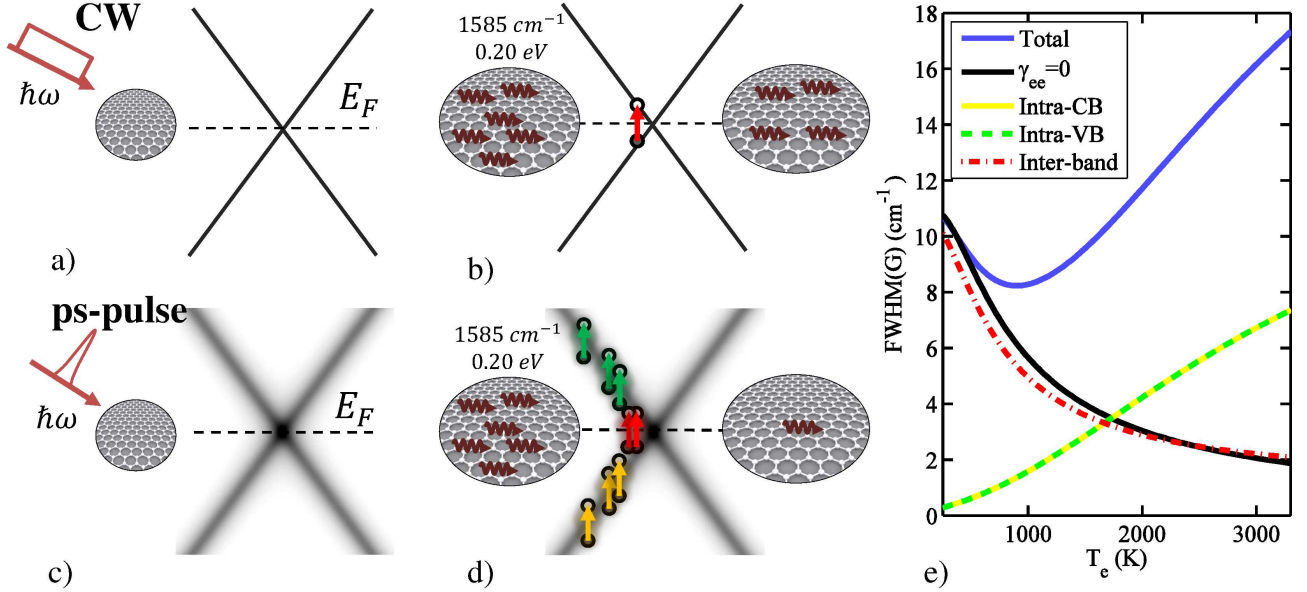 CW
ħω
E_F
a)
1585 cm⁻¹
0.20 eV
b)
ps-pulse
ħω
E_F
c)
1585 cm⁻¹
0.20 eV
d)
18
16
14
12
10
8
6
4
2
0
FWHM(G) (cm⁻¹)
Total
γ_ee=0
Intra-CB
Intra-VB
Inter-band
1000 2000 3000
T_e (K)
e)